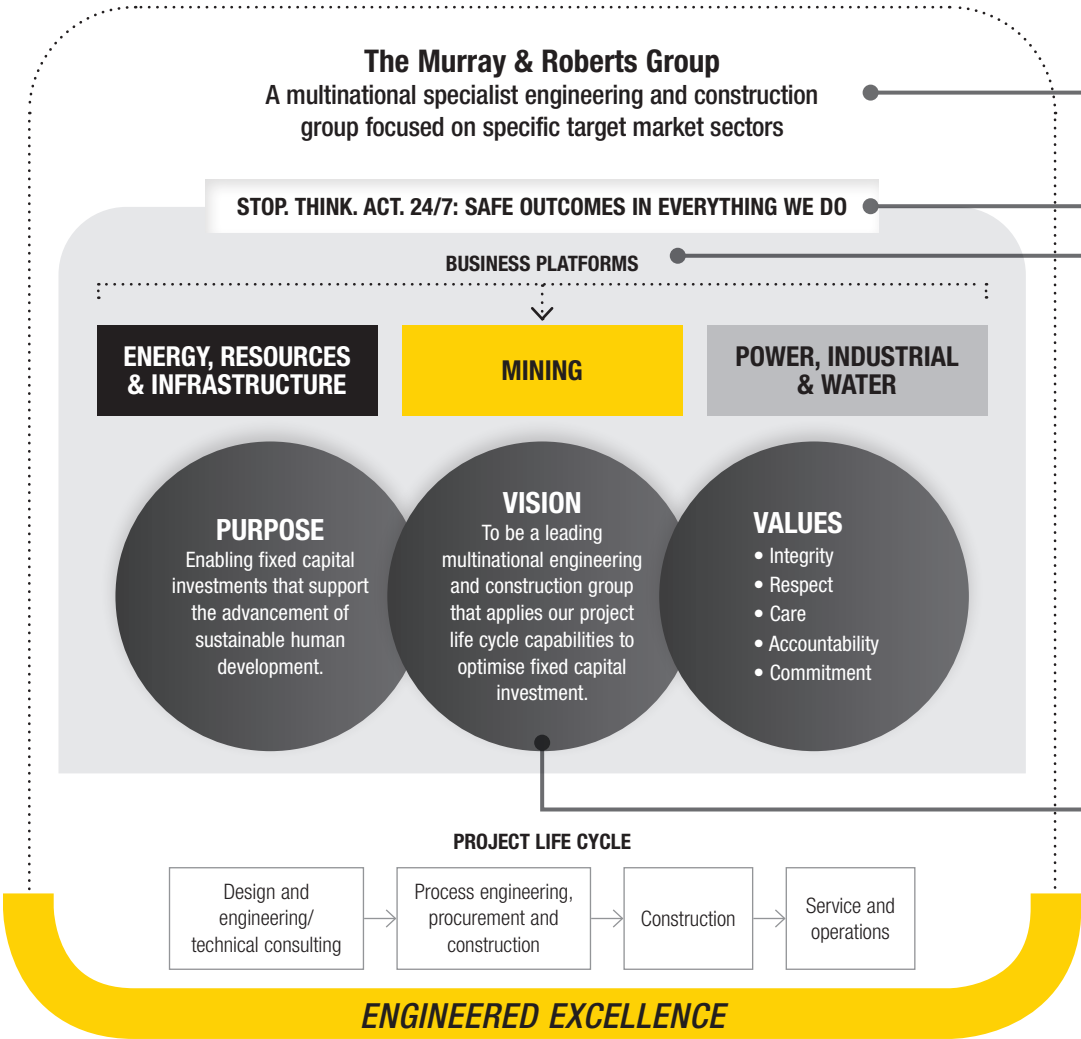 The Murray & Roberts Group
A multinational specialist engineering and construction
group focused on specific target market sectors
STOP. THINK. ACT. 24/7: SAFE OUTCOMES IN EVERYTHING WE DO
BUSINESS PLATFORMS
ENERGY, RESOURCES
& INFRASTRUCTURE
MINING
POWER, INDUSTRIAL
& WATER
PURPOSE
Enabling fixed capital
investments that support
the advancement of
sustainable human
development.
VISION
To be a leading
multinational engineering
and construction group
that applies our project
life cycle capabilities to
optimise fixed capital
investment.
VALUES
• Integrity
• Respect
• Care
• Accountability
• Commitment
PROJECT LIFE CYCLE
Design and
engineering/
technical consulting
Process engineering,
procurement and
construction
Construction
Service and
operations
ENGINEERED EXCELLENCE